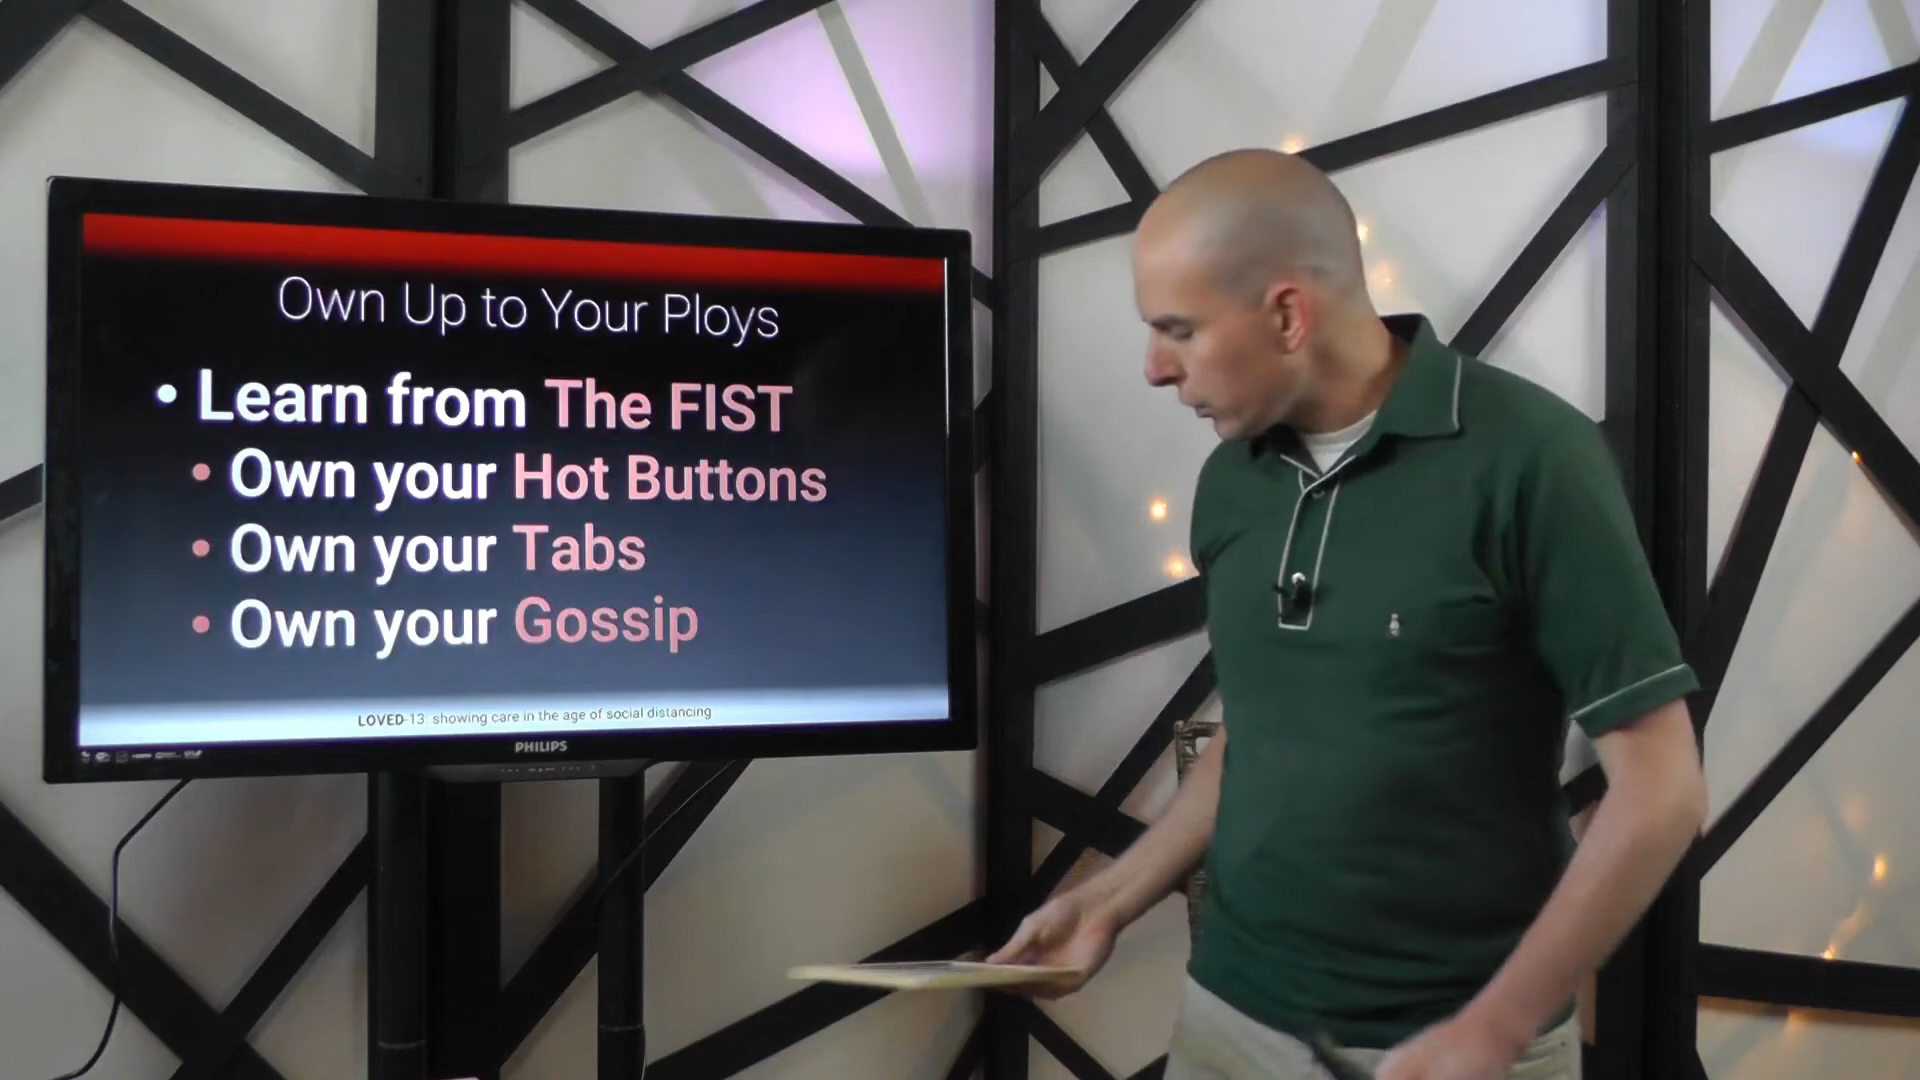 Own Up to Your Ploys
• Learn from The FIST
• Own your Hot Buttons
• Own your Tabs
• Own your Gossip
LOVED-13: showing care in the age of social distancing
PHILIPS